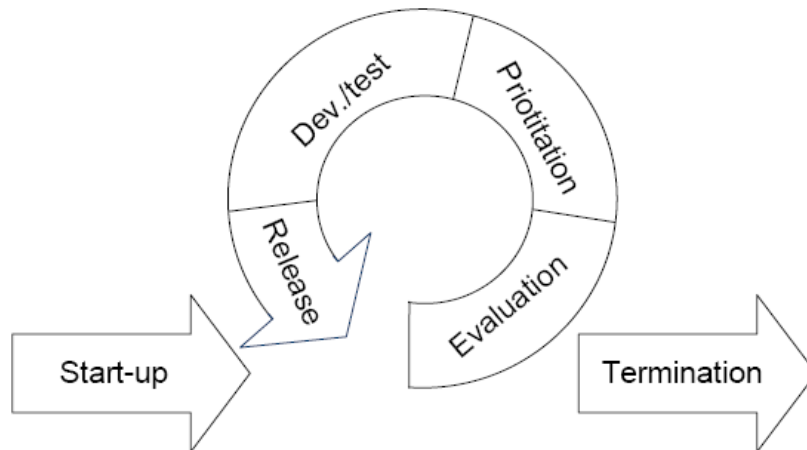 Dev./test
Priotitation
Release
Evaluation
Start-up
Termination